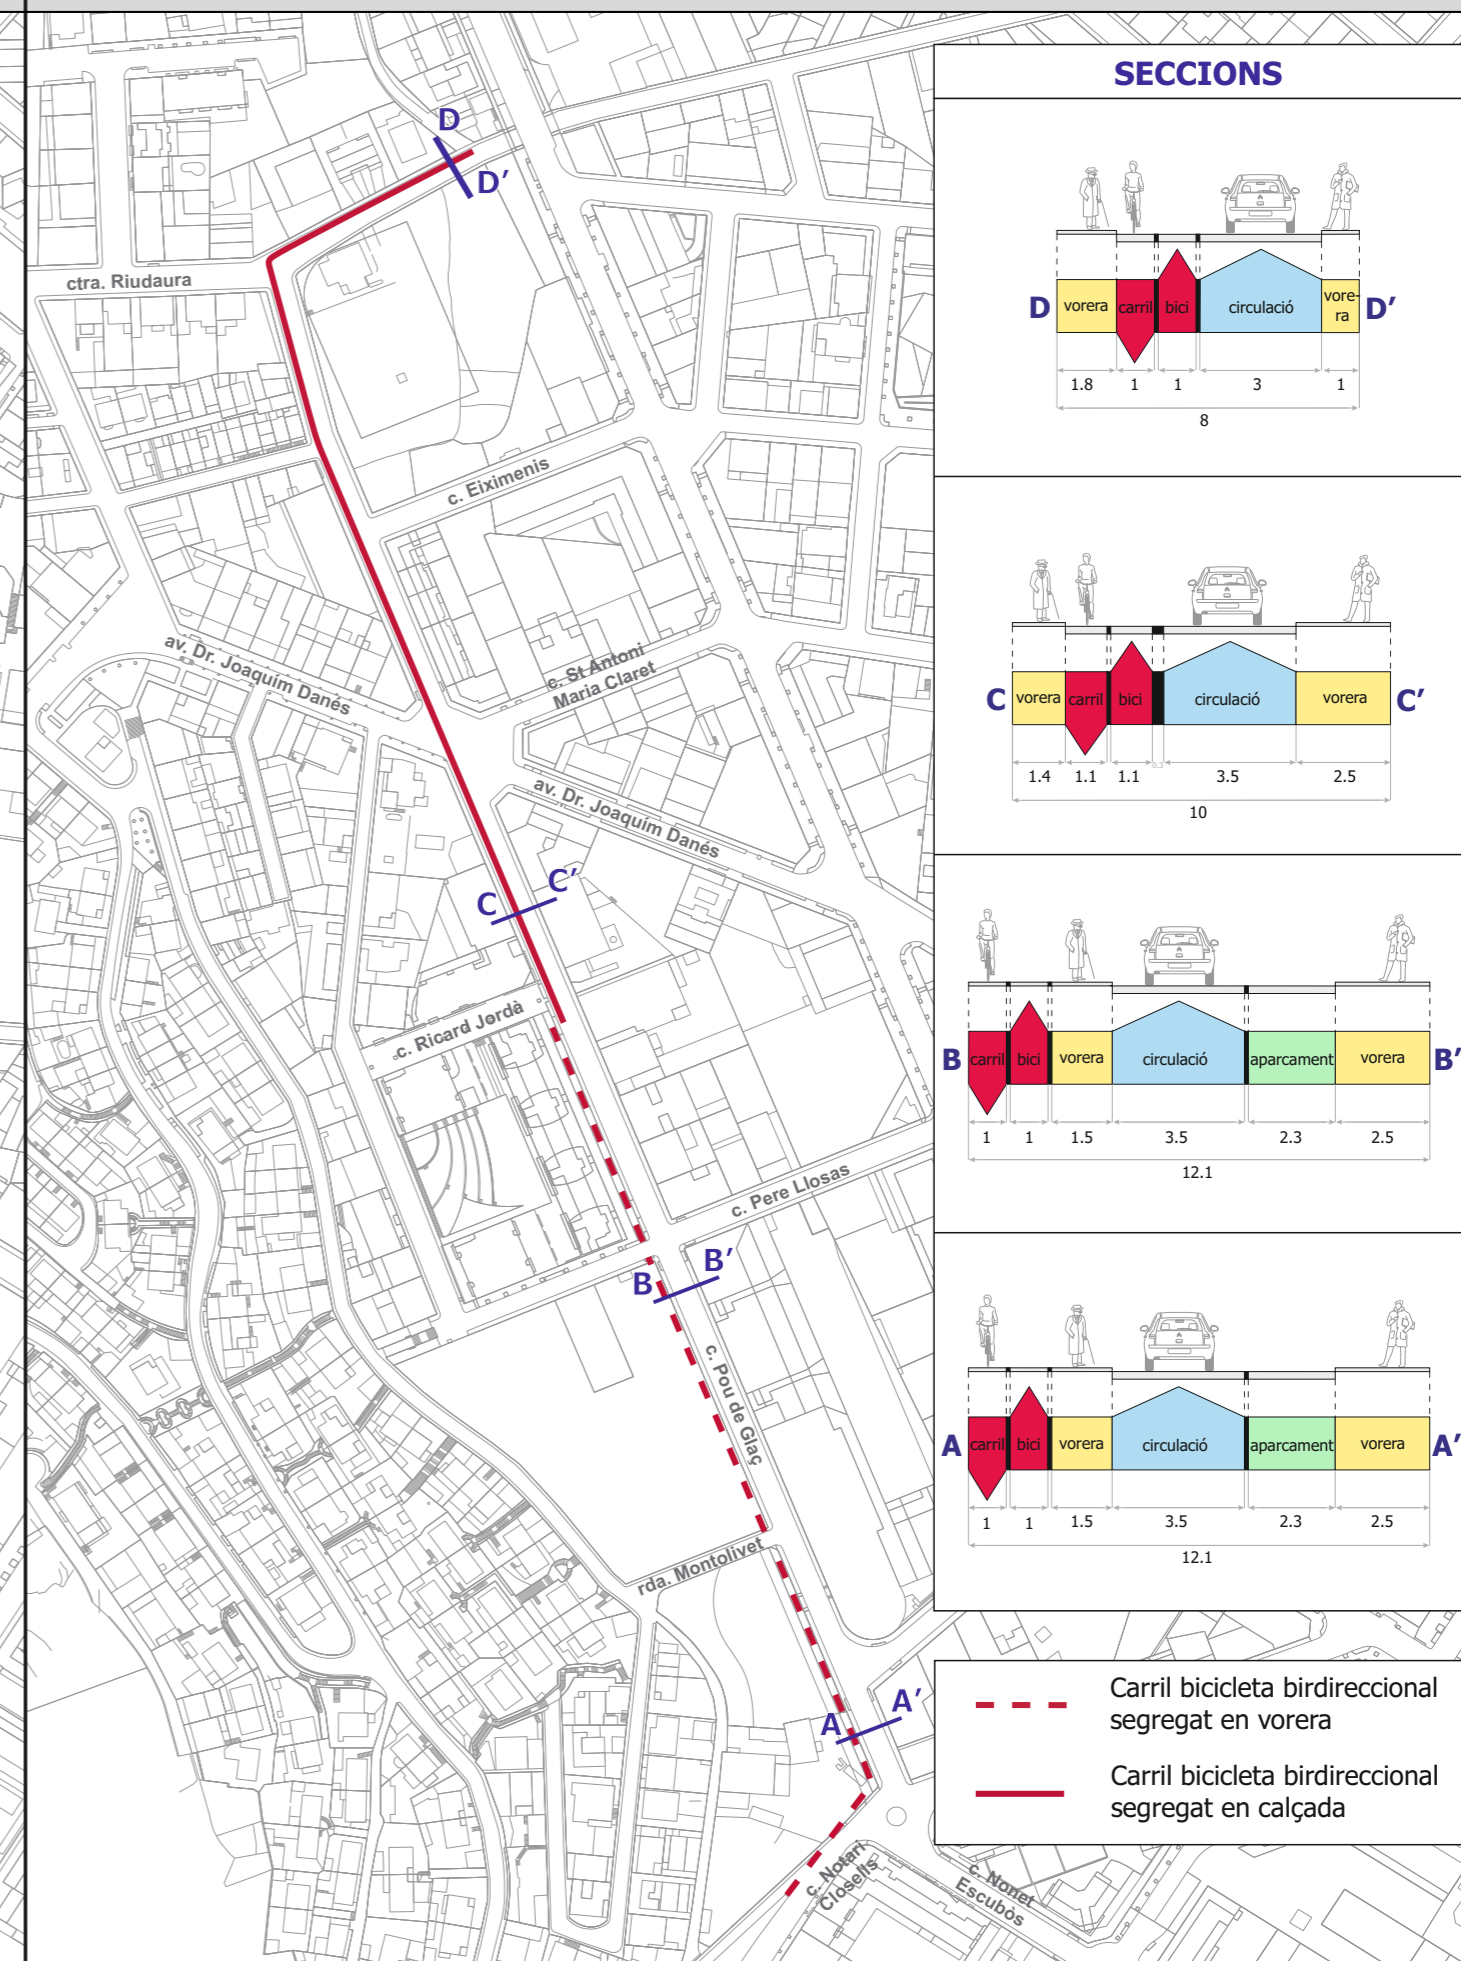 D
D'
ctra. Riudaura
c. Eiximenis
av. Dr. Joaquím Danés
c. St Antoni
Maria Claret
av. Dr. Joaquím Danés
C
C'
c. Ricard Jordà
c. Pere Llosas
B
B'
c. Pou de Glaç
rda. Montolivet
A
A'
c. Notari
Closells
c. Nonet
Escubòs
SECCIONS
D
vorera
carril
bici
circulació
vore-
ra
D'
1.8
1
1
3
1
8
C
vorera
carril
bici
circulació
vorera
C'
1.4
1.1
1.1
0.3
3.5
2.5
10
B
carril
bici
vorera
circulació
aparcament
vorera
B'
1
1
1.5
3.5
2.3
2.5
12.1
A
carril
bici
vorera
circulació
aparcament
vorera
A'
1
1
1.5
3.5
2.3
2.5
12.1
Carril bicicleta birdireccional
segregat en vorera
Carril bicicleta birdireccional
segregat en calçada